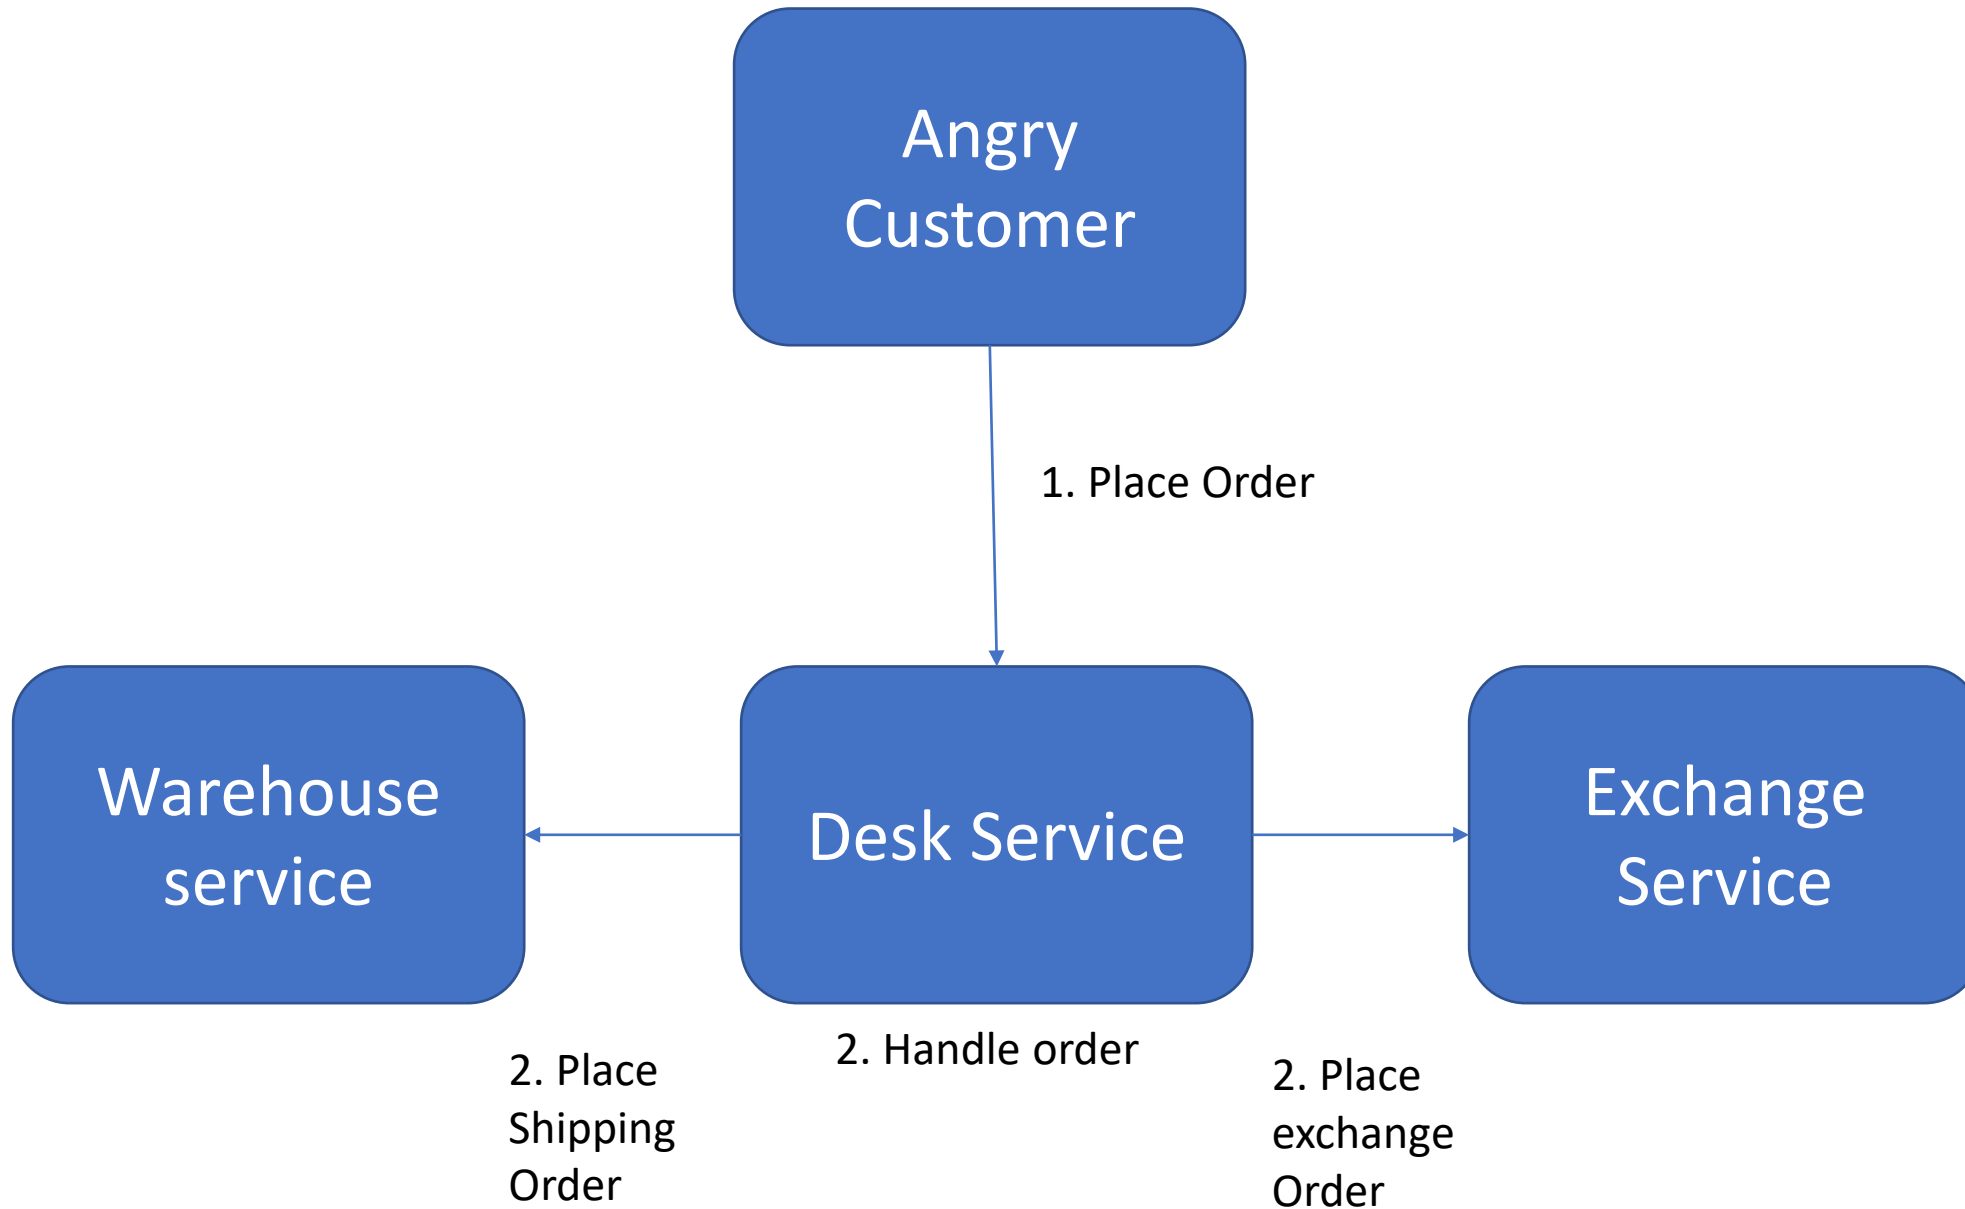 Angry
Customer
1. Place Order
Warehouse
service
Desk Service
Exchange
Service
2. Place
Shipping
Order
2. Handle order
2. Place
exchange
Order